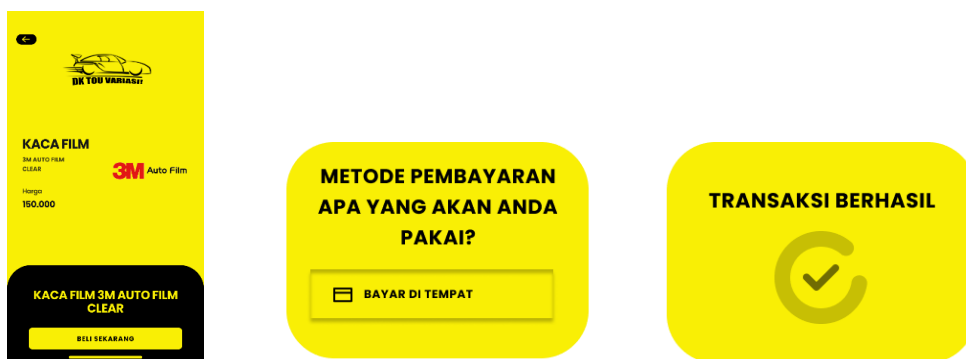 DK TOU VARIASI!
KACA FILM
3M AUTO FILM
CLEAR
3M Auto Film
Harga
150.000
KACA FILM 3M AUTO FILM
CLEAR
BELI SEKARANG
METODE PEMBAYARAN
APA YANG AKAN ANDA
PAKAI?
BAYAR DI TEMPAT
TRANSAKSI BERHASIL